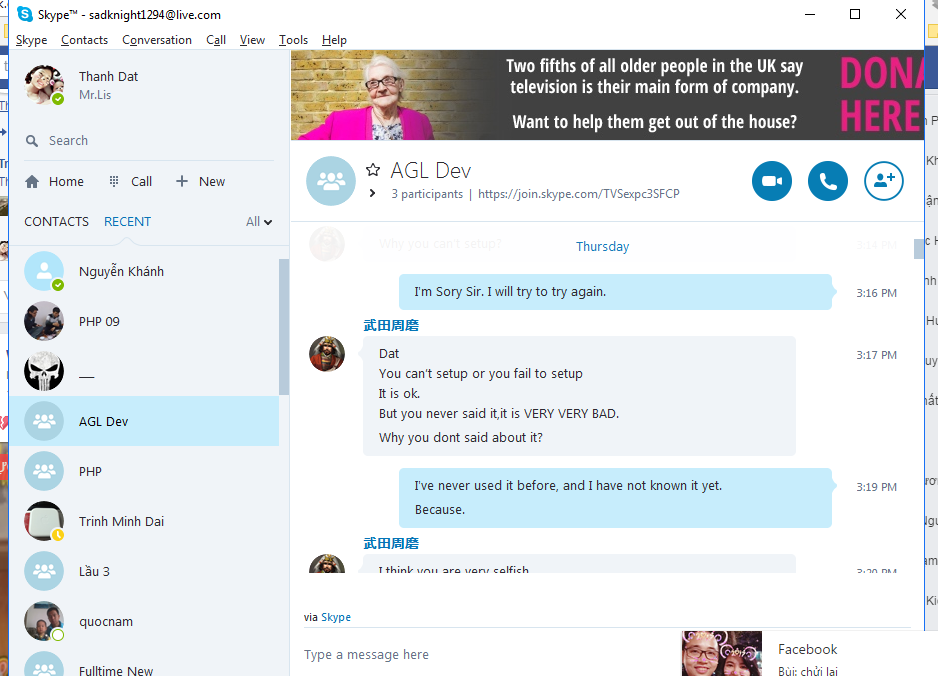 Skype™ - sadknight1294@live.com
Skype Contacts Conversation Call View Tools Help
Thanh Dat
Mr.Lis
Search
Home Call New
CONTACTS RECENT All
Nguyễn Khánh
PHP 09
__
AGL Dev
PHP
Trinh Minh Dai
Lầu 3
quocnam
Fulltime New
Two fifths of all older people in the UK say
television is their main form of company.
Want to help them get out of the house?
DONA
HERE
AGL Dev
3 participants | https://join.skype.com/TVSexpc3SFCP
Why you can't setup? 3:14 PM
Thursday
I'm Sory Sir. I will try to try again. 3:16 PM
武田周磨
Dat 3:17 PM
You can't setup or you fail to setup
It is ok.
But you never said it,it is VERY VERY BAD.
Why you dont said about it?
I've never used it before, and I have not known it yet. 3:19 PM
Because.
武田周磨
I think you are very selfish 3:20 PM
via Skype
Type a message here
Facebook
Bùi: chửi lại